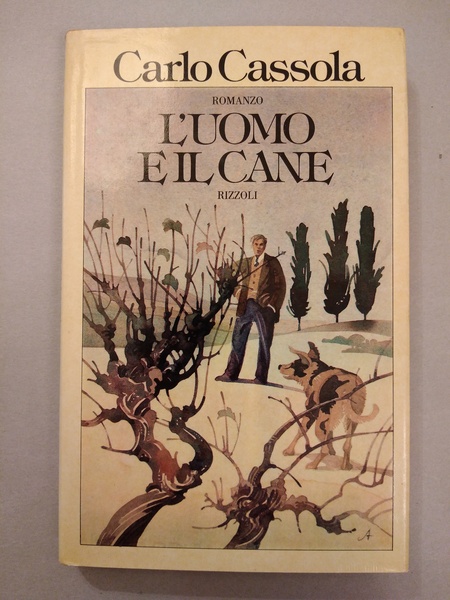 Carlo Cassola
ROMANZO
L'UOMO
E IL CANE
RIZZOLI
A